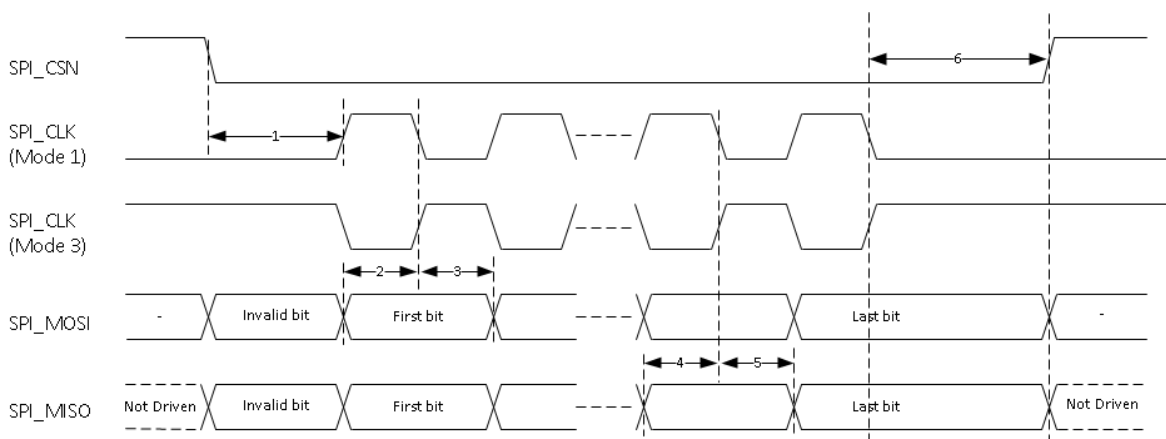 SPI_CSN
6
SPI_CLK
(Mode 1)
1
SPI_CLK
(Mode 3)
2
3
SPI_MOSI
-
Invalid bit
First bit
Last bit
-
4
5
SPI_MISO
Not Driven
Invalid bit
First bit
Last bit
Not Driven